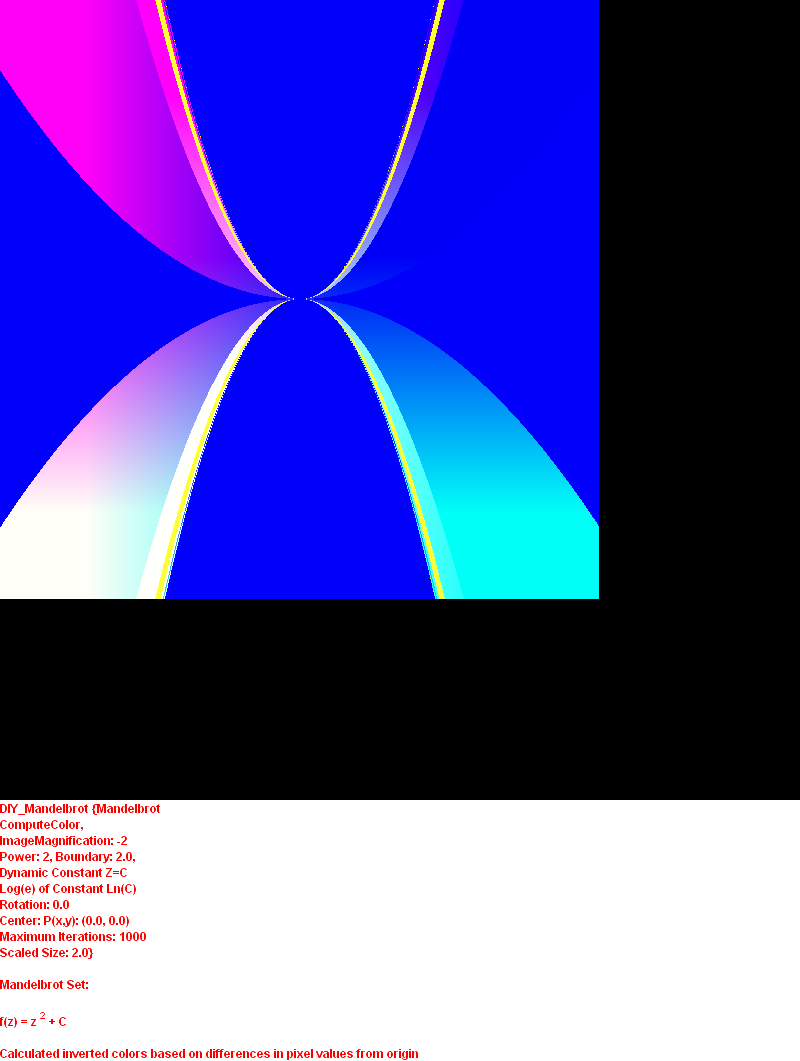 DIY_Mandelbrot {Mandelbrot
ComputeColor,
ImageMagnification: -2
Power: 2, Boundary: 2.0,
Dynamic Constant Z=C
Log(e) of Constant Ln(C)
Rotation: 0.0
Center: P(x,y): (0.0, 0.0)
Maximum Iterations: 1000
Scaled Size: 2.0}
Mandelbrot Set:
f(z) = z 2 + C
Calculated inverted colors based on differences in pixel values from origin